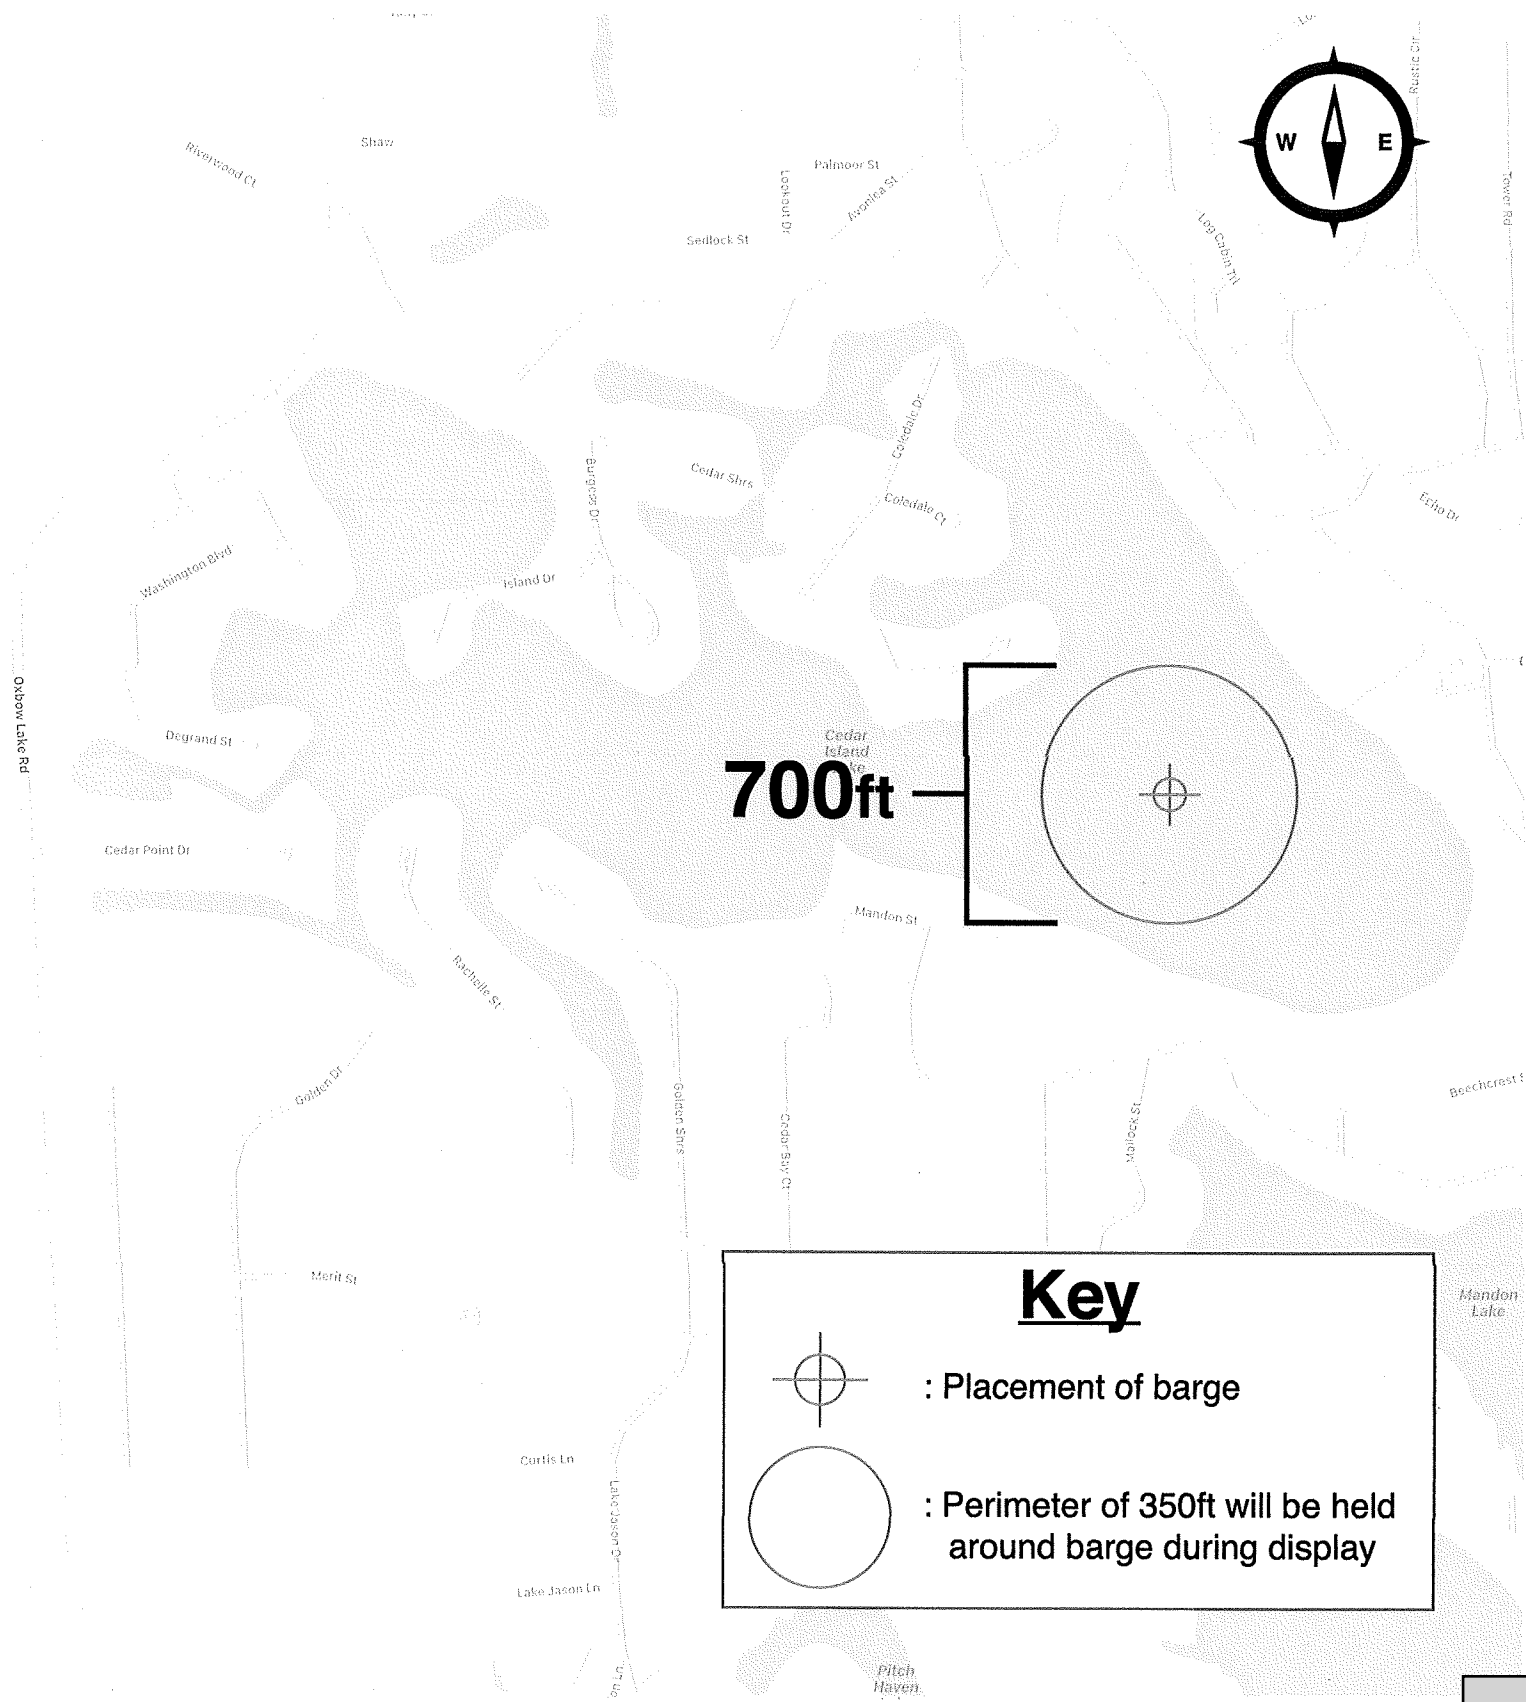 Rustic Cir
W E
Shaw
Riverwood Ct
Palmoor St
Lookout Dr
Avonlea St
Tower Rd
Sedlock St
Log Cabin Trl
Coledale Dr
Cedar Shrs
Burgess Dr
Coledale Ct
Echo Dr
Washington Blvd
Island Dr
Oxbow Lake Rd
Degrand St
Cedar
Island
700ft
Cedar Point Dr
Mandon St
Rachelle St
Golden Dr
Golden Shrs
Cedar Bay Ct
Mallock St
Beechcrest
Merit St
Mandon
Lake
Key
: Placement of barge
: Perimeter of 350ft will be held
around barge during display
Curtis Ln
Lake Jason Dr
Lake Jason Ln
Pitch
Haven